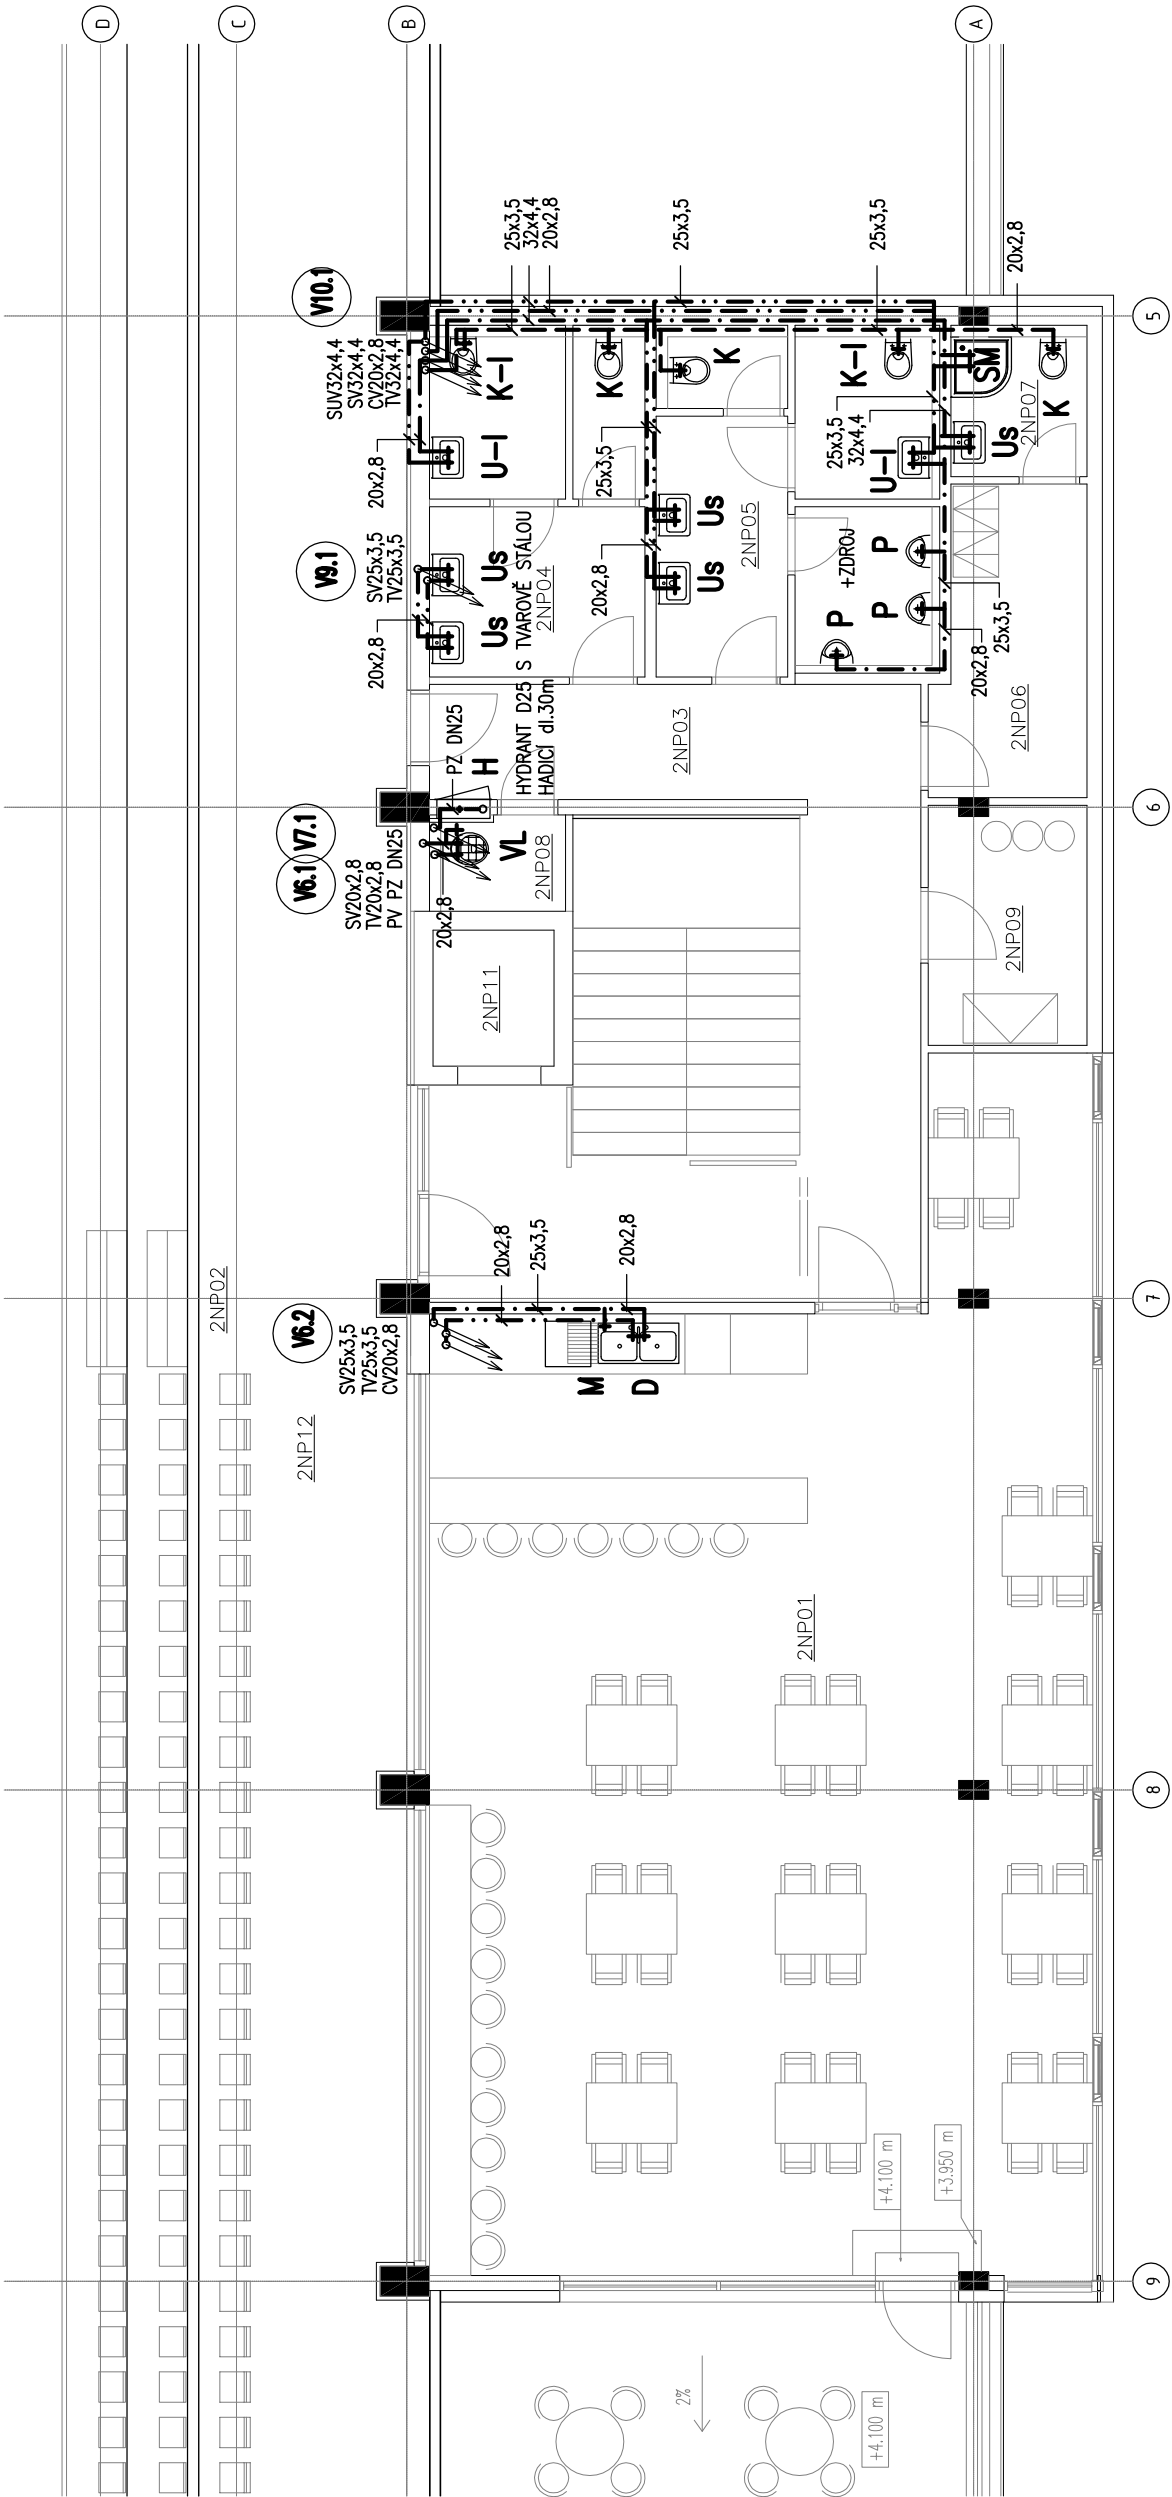 D
C
B
A
5
6
7
8
9
V10.1
SUV32x4,4
SV32x4,4
CV20x2,8
TV32x4,4
20x2,8
25x3,5
32x4,4
20x2,8
25x3,5
25x3,5
20x2,8
K-I
K
K
K-I
SM
2NP07
K
U-I
25x3,5
Us
Us
25x3,5
32x4,4
U-I
Us
V9.1
SV25x3,5
TV25x3,5
20x2,8
Us
Us
2NP04
20x2,8
2NP05
+ZDROJ
P
P
P
25x3,5
20x2,8
2NP06
2NP03
HYDRANT D25 S TVAROVĚ STÁLOU
HADICÍ dl.30m
PZ DN25
H
V6.1
V7.1
SV20x2,8
TV20x2,8
PV PZ DN25
20x2,8
VL
2NP08
2NP09
2NP11
2NP02
V6.2
SV25x3,5
TV25x3,5
CV20x2,8
20x2,8
25x3,5
20x2,8
M
D
2NP12
2NP01
+4.100 m
+3.950 m
2%
+4.100 m